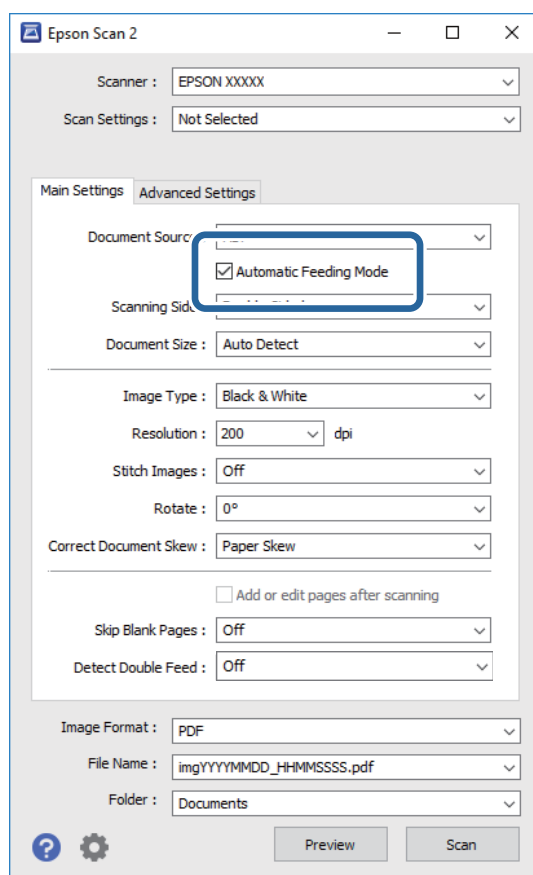 Epson Scan 2
Scanner : EPSON XXXXX
Scan Settings : Not Selected
Main Settings Advanced Settings
Document
Automatic Feeding Mode
Scanning
Document Size : Auto Detect
Image Type : Black & White
Resolution : 200 dpi
Stitch Images : Off
Rotate : 0°
Correct Document Skew : Paper Skew
Add or edit pages after scanning
Skip Blank Pages : Off
Detect Double Feed : Off
Image Format : PDF
File Name : imgYYYYMMDD_HHMMSSSS.pdf
Folder : Documents
? Preview Scan